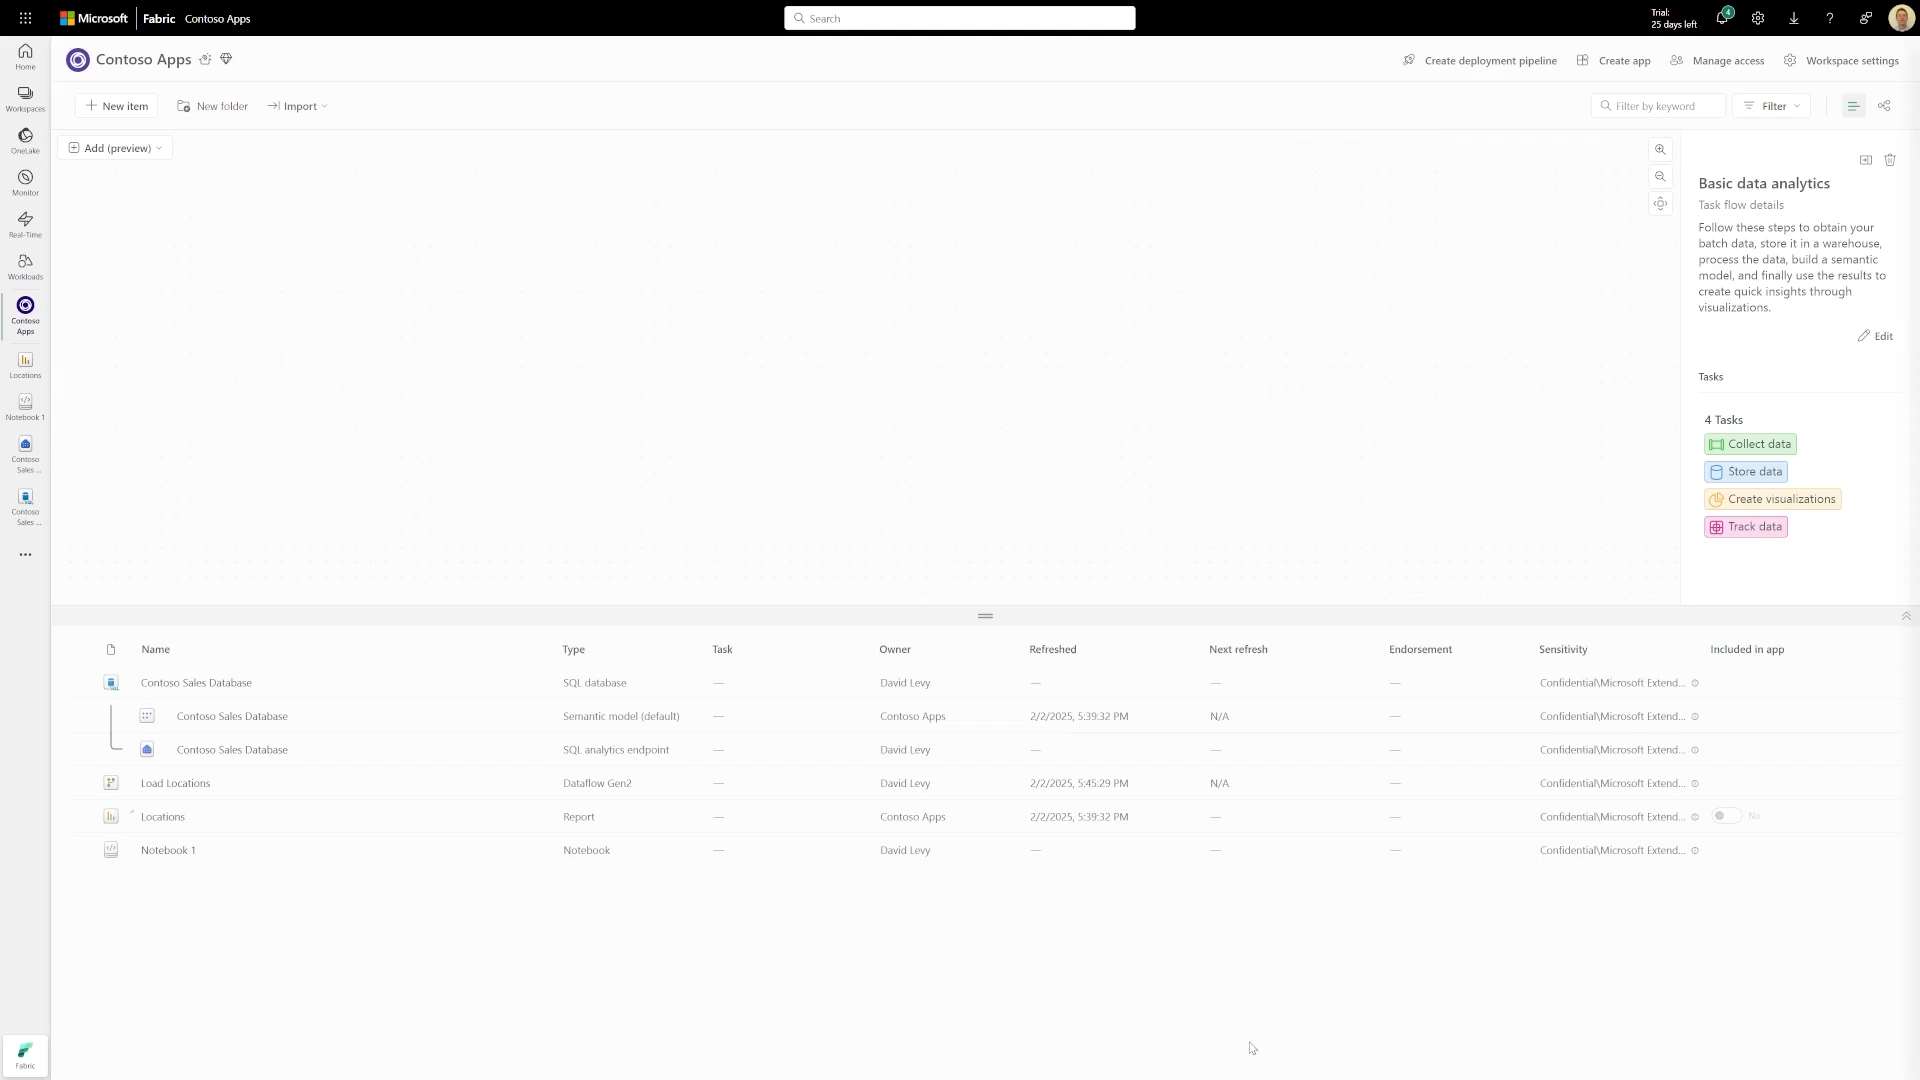 Microsoft Fabric Contoso Apps
Search
Trial:
25 days left
4
Home
Workspaces
OneLake
Monitor
Real-Time
Workloads
Contoso
Apps
Locations
Notebook 1
Contoso
Sales ...
Contoso
Sales ...
Fabric
Contoso Apps
Create deployment pipeline
Create app
Manage access
Workspace settings
New item
New folder
Import
Filter by keyword
Filter
Add (preview)
Basic data analytics
Task flow details
Follow these steps to obtain your
batch data, store it in a warehouse,
process the data, build a semantic
model, and finally use the results to
create quick insights through
visualizations.
Edit
Tasks
4 Tasks
Collect data
Store data
Create visualizations
Track data
Name Type Task Owner Refreshed Next refresh Endorsement Sensitivity Included in app
Contoso Sales Database SQL database — David Levy — — — Confidential\Microsoft Extend...
Contoso Sales Database Semantic model (default) — Contoso Apps 2/2/2025, 5:39:32 PM N/A — Confidential\Microsoft Extend...
Contoso Sales Database SQL analytics endpoint — David Levy — — — Confidential\Microsoft Extend...
Load Locations Dataflow Gen2 — David Levy 2/2/2025, 5:45:29 PM N/A — Confidential\Microsoft Extend...
Locations Report — Contoso Apps 2/2/2025, 5:39:32 PM — — Confidential\Microsoft Extend... No
Notebook 1 Notebook — David Levy — — — Confidential\Microsoft Extend...